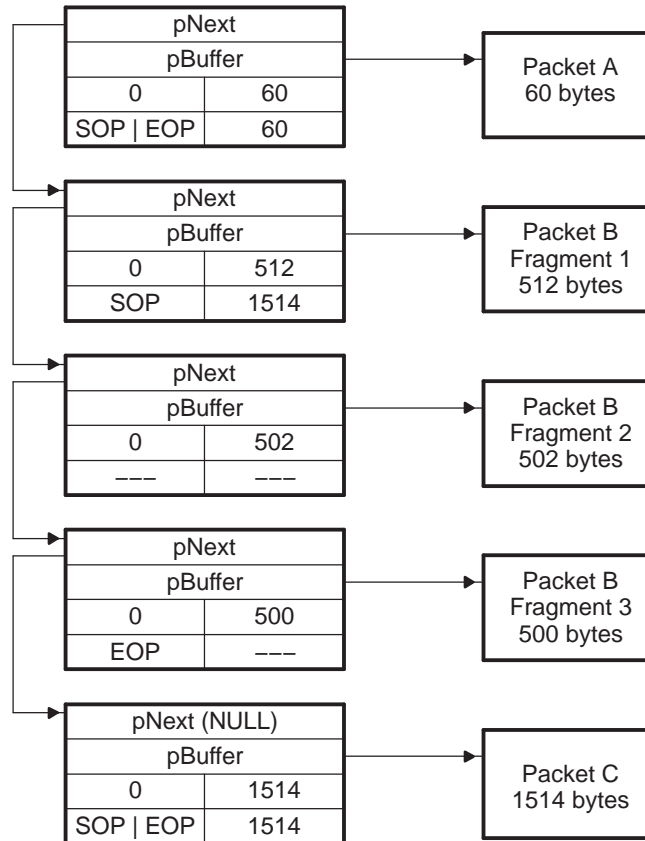 pNext
pBuffer
0 60
SOP | EOP 60
Packet A
60 bytes
pNext
pBuffer
0 512
SOP 1514
Packet B
Fragment 1
512 bytes
pNext
pBuffer
0 502
––– –––
Packet B
Fragment 2
502 bytes
pNext
pBuffer
0 500
EOP –––
Packet B
Fragment 3
500 bytes
pNext (NULL)
pBuffer
0 1514
SOP | EOP 1514
Packet C
1514 bytes